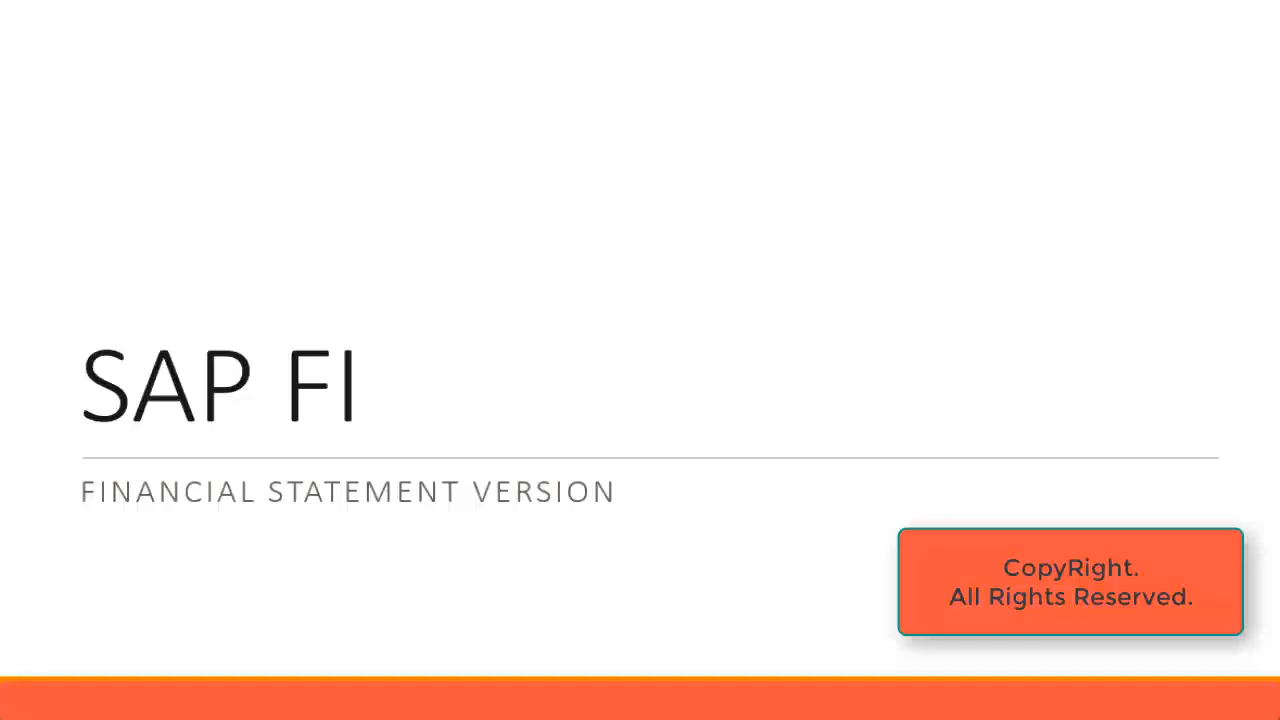 SAP FI
FINANCIAL STATEMENT VERSION
CopyRight.
All Rights Reserved.